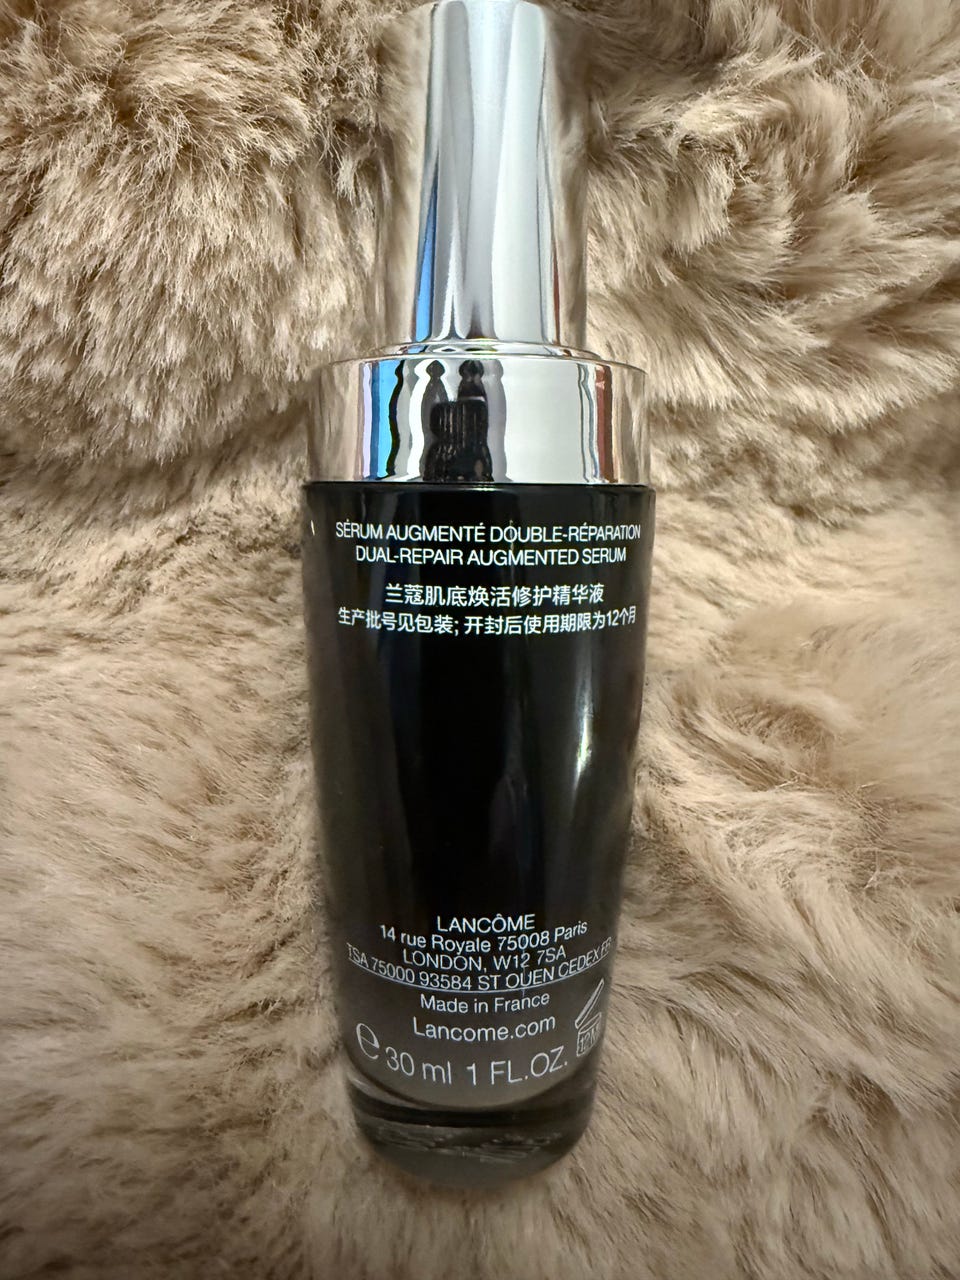 SÉRUM AUGMENTÉ DOUBLE-RÉPARATION
DUAL-REPAIR AUGMENTED SERUM
兰蔻肌底焕活修护精华液
生产批号见包装; 开封后使用期限为12个月
LANCÔME
14 rue Royale 75008 Paris
LONDON, W12 7SA
TSA 75000 93584 ST OUEN CEDEX FR
Made in France
Lancome.com
12M
℮ 30 ml 1 FL.OZ.